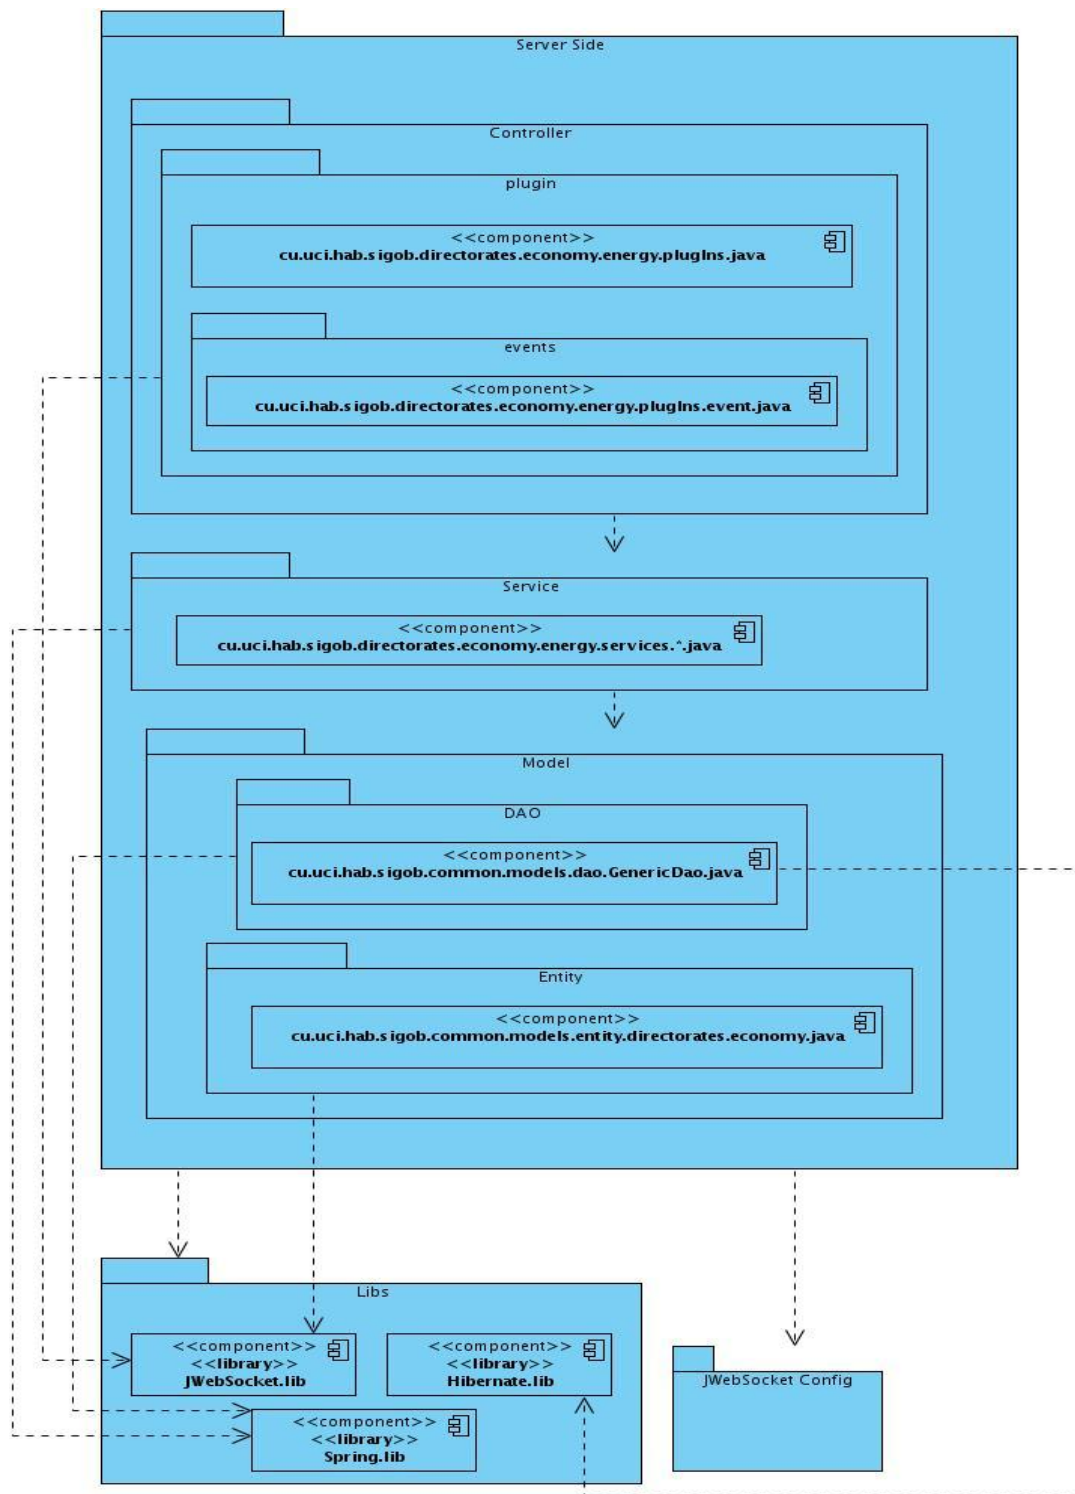 Server Side
Controller
plugin
<<component>>
cu.uci.hab.sigob.directorates.economy.energy.plugIns.java
events
<<component>>
cu.uci.hab.sigob.directorates.economy.energy.plugIns.event.java
Service
<<component>>
cu.uci.hab.sigob.directorates.economy.energy.services.*.java
Model
DAO
<<component>>
cu.uci.hab.sigob.common.models.dao.GenericDao.java
Entity
<<component>>
cu.uci.hab.sigob.common.models.entity.directorates.economy.java
Libs
<<component>>
<<library>>
JWebSocket.lib
<<component>>
<<library>>
Hibernate.lib
<<component>>
<<library>>
Spring.lib
JWebSocket Config